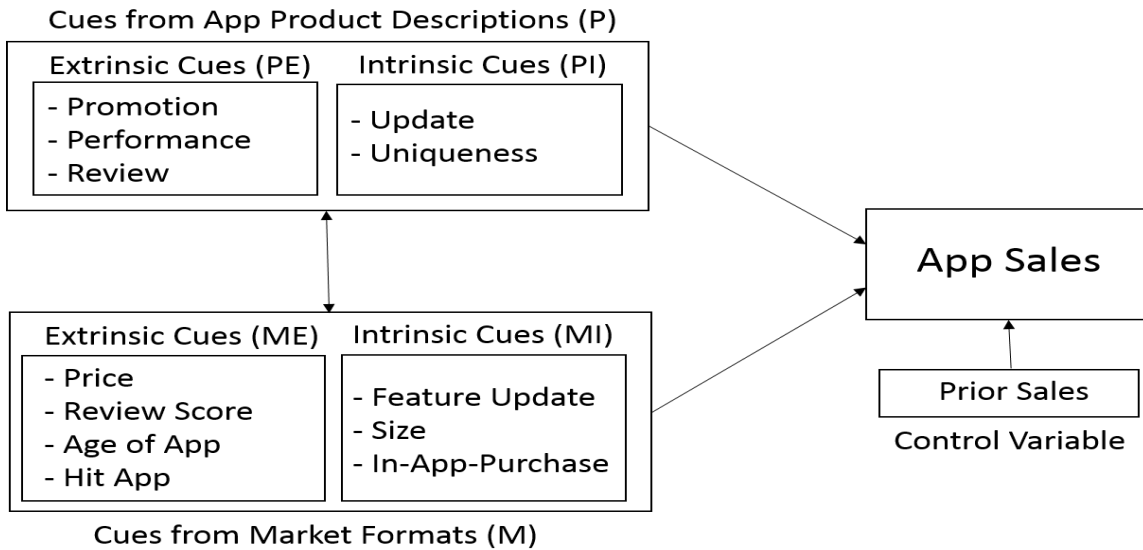 Cues from App Product Descriptions (P)
Extrinsic Cues (PE)
- Promotion
- Performance
- Review
Intrinsic Cues (PI)
- Update
- Uniqueness
App Sales
Prior Sales
Control Variable
Extrinsic Cues (ME)
- Price
- Review Score
- Age of App
- Hit App
Intrinsic Cues (MI)
- Feature Update
- Size
- In-App-Purchase
Cues from Market Formats (M)